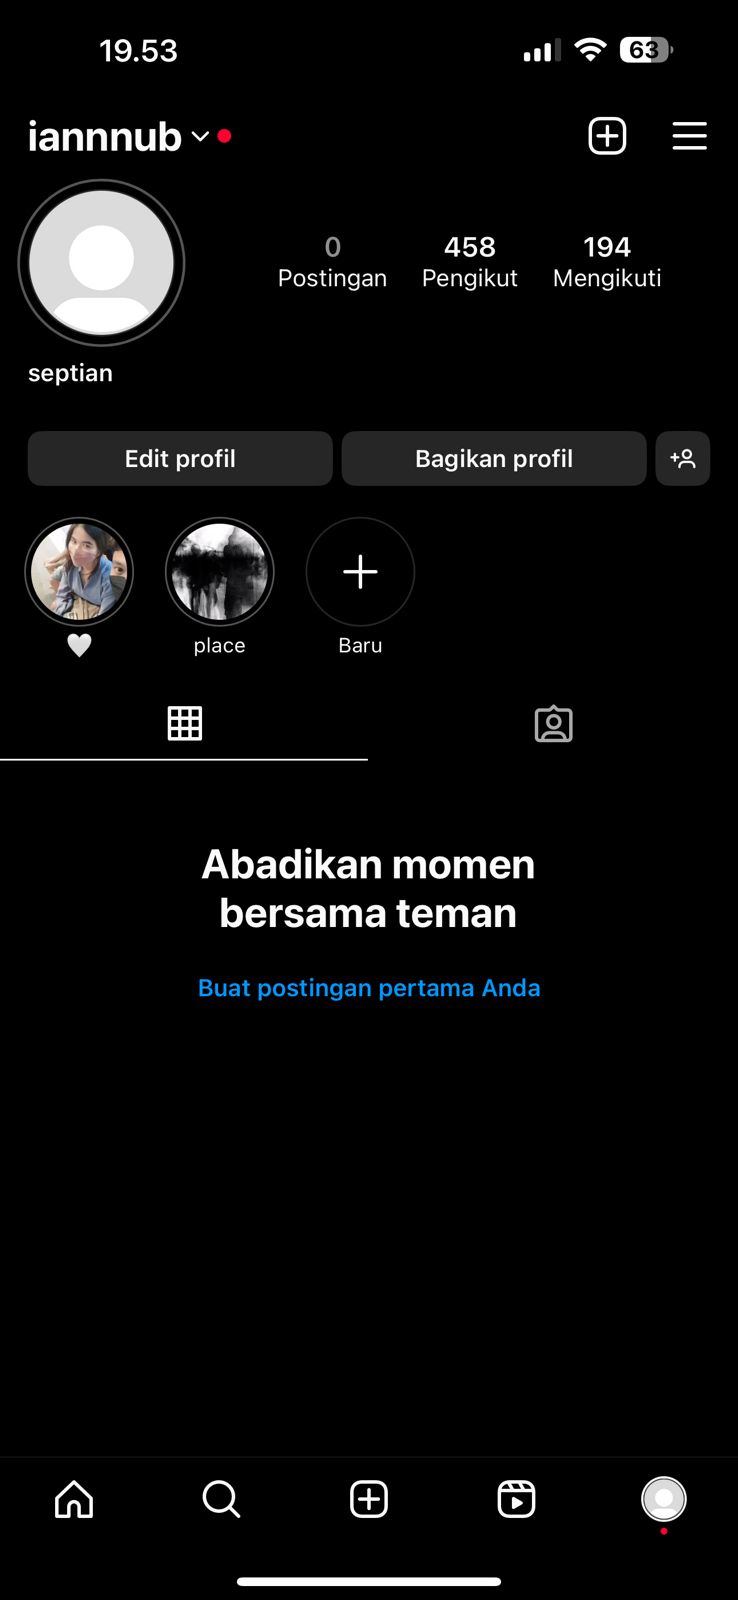 19.53
63
iannnub
0
458
194
Postingan
Pengikut
Mengikuti
septian
Edit profil
Bagikan profil
place
Baru
Abadikan momen
bersama teman
Buat postingan pertama Anda